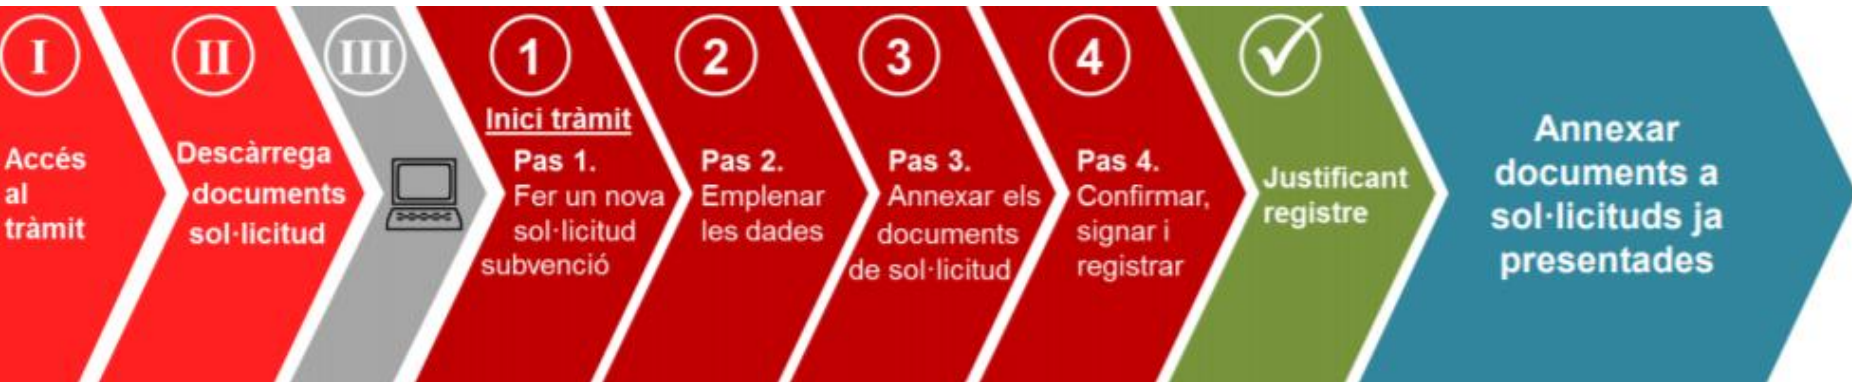 I
Accés
al
tràmit
II
Descàrrega
documents
sol·licitud
III
1
Inici tràmit
Pas 1.
Fer un nova
sol·licitud
subvenció
2
Pas 2.
Emplenar
les dades
3
Pas 3.
Annexar els
documents
de sol·licitud
4
Pas 4.
Confirmar,
signar i
registrar
Justificant
registre
Annexar
documents a
sol·licituds ja
presentades